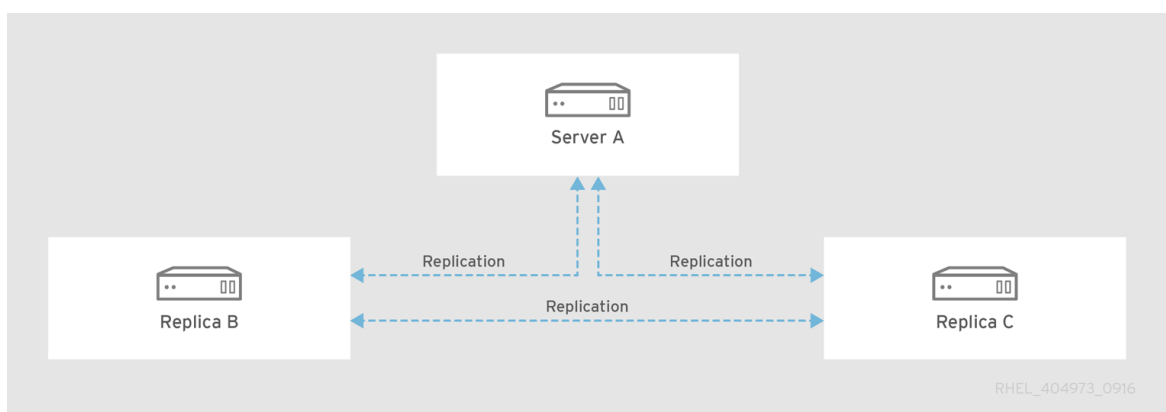 Server A
Replication
Replication
Replication
Replica B
Replica C
RHEL_404973_0916